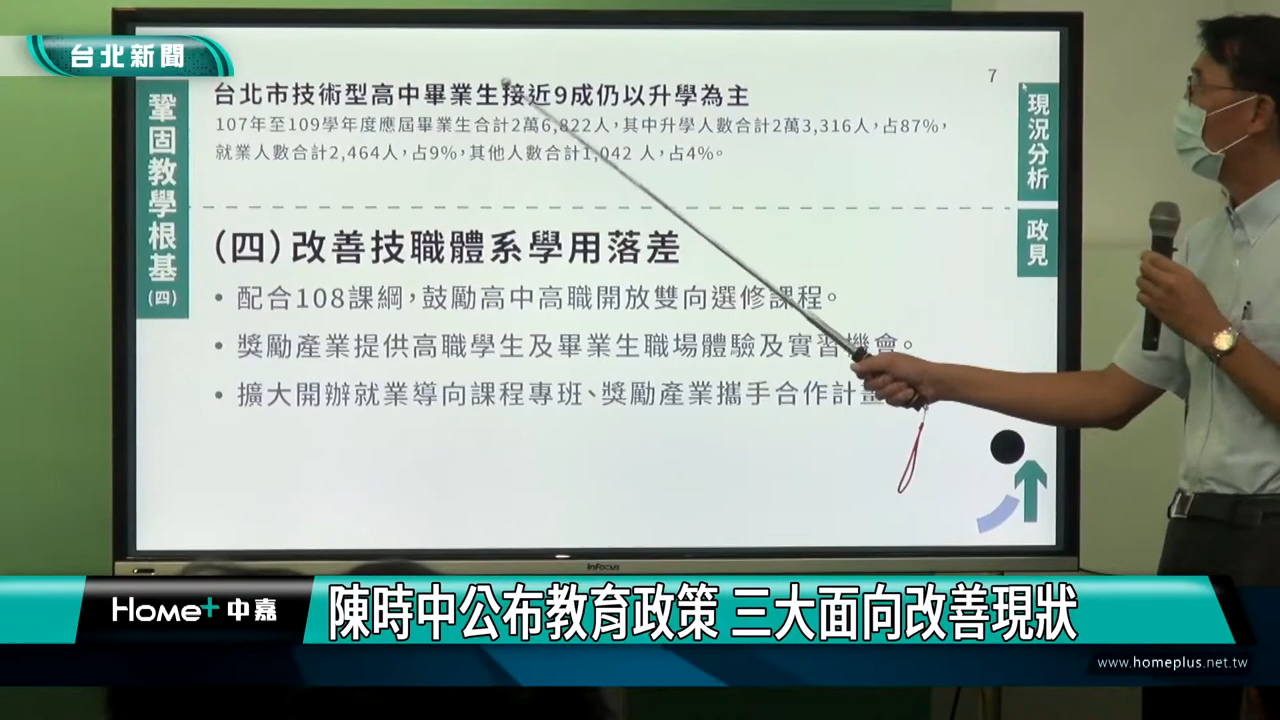 台北新聞
7
鞏固教學根基
(四)
台北市技術型高中畢業生接近9成仍以升學為主
107年至109學年度應屆畢業生合計2萬6,822人，其中升學人數合計2萬3,316人，占87%，
就業人數合計2,464人，占9%，其他人數合計1,042 人，占4%。
現況分析
政見
(四)改善技職體系學用落差
• 配合108課綱，鼓勵高中高職開放雙向選修課程。
• 獎勵產業提供高職學生及畢業生職場體驗及實習機會。
• 擴大開辦就業導向課程專班、獎勵產業攜手合作計畫
InFocus
Home+中嘉
陳時中公布教育政策 三大面向改善現狀
www.homeplus.net.tw